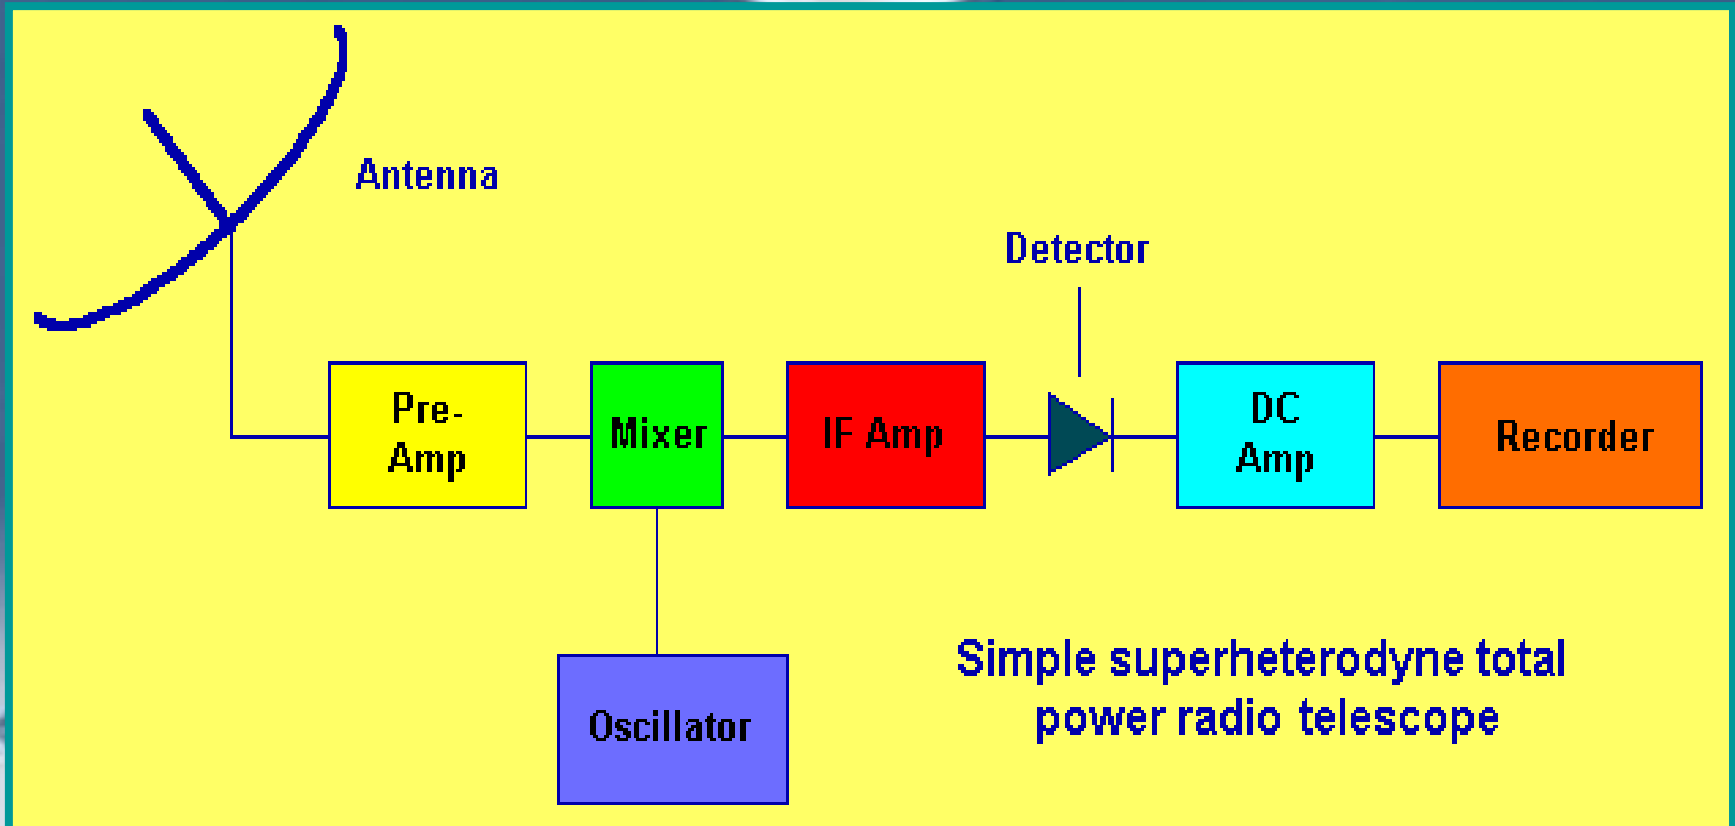 Antenna
Detector
Pre-
Amp
Mixer
IF Amp
DC
Amp
Recorder
Oscillator
Simple superheterodyne total
power radio telescope